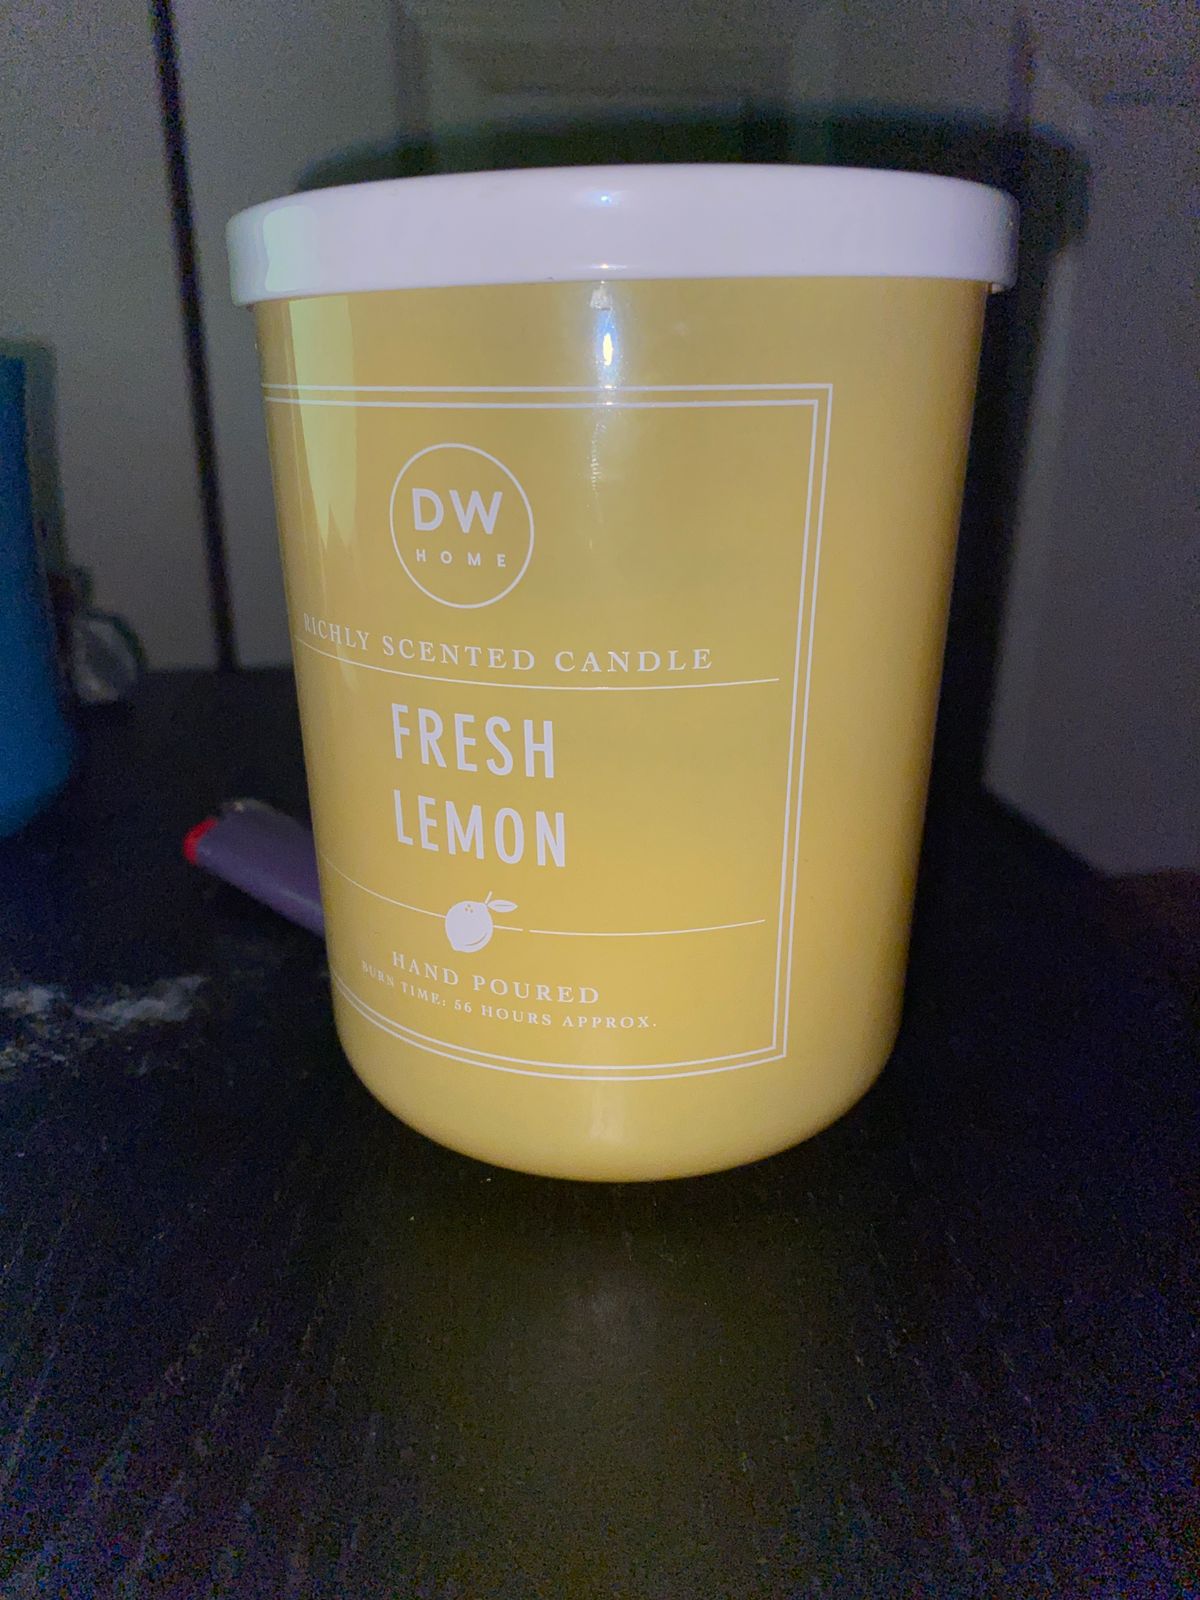 DW
HOME
RICHLY SCENTED CANDLE
FRESH
LEMON
HAND POURED
BURN TIME: 56 HOURS APPROX.